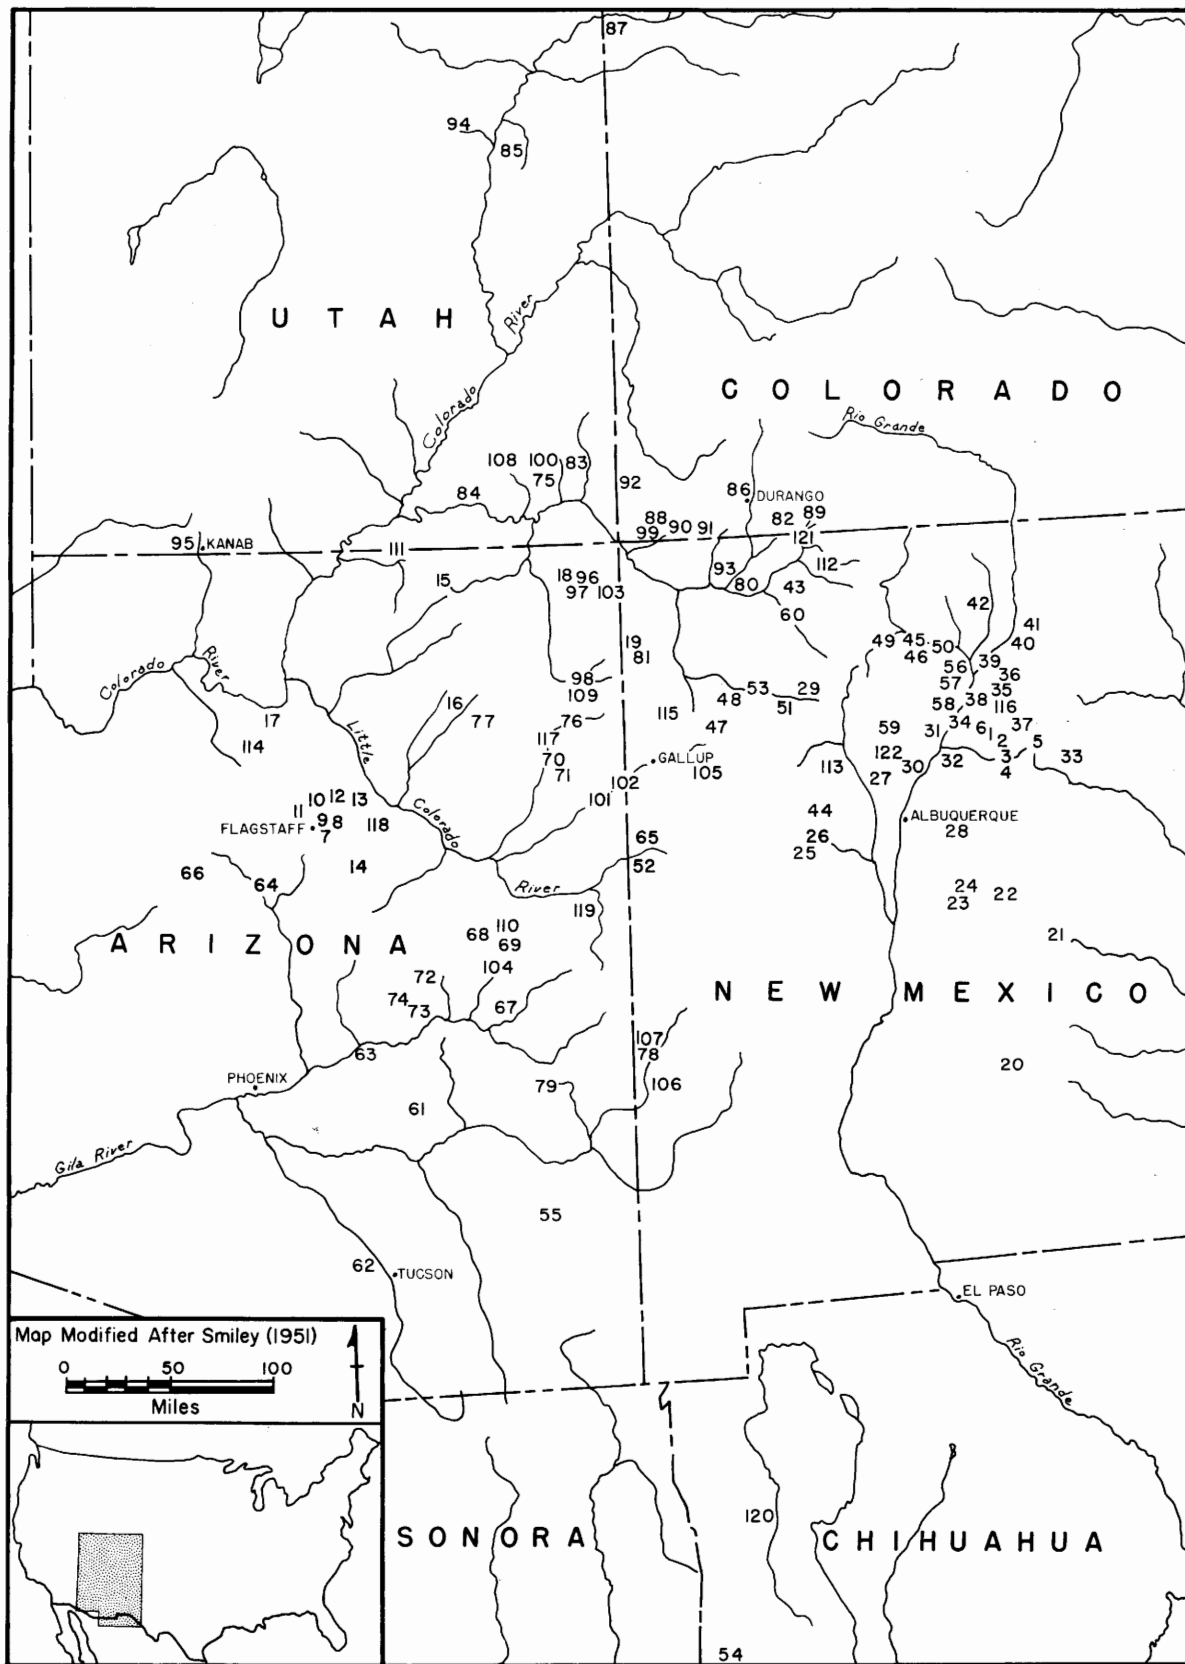 87
94
85
UTAH
River
COLORADO
Rio Grande
Colorado
108 100 83
75
92
84
86 DURANGO
88 90 91 82 89
99
121
95 KANAB
111
93
112
15
18 96
97 103
80 43
60
42
41
19
81
49 45 50 40
46
56 39
36
Colorado River
98
109
57
35
16
77
48 53 29
51
38
58 116
17
114
Little
76
115
47
59
34 6 37
31 2
117
70
71
GALLUP
105
122
113
27 30 32
3 5 33
4
102
101
10 12 13
11
9 8
FLAGSTAFF 7
118
Colorado
44
ALBUQUERQUE
28
65
26
25
14
66
64
52
River
119
24 22
23
110
68
69
21
ARIZONA
104
72
74
73
67
NEW MEXICO
107
78
63
20
PHOENIX
79
106
61
Gila River
55
62 TUCSON
EL PASO
Map Modified After Smiley (1951)
0 50 100
Miles
N
Rio Grande
120
SONORA
CHIHUAHUA
54